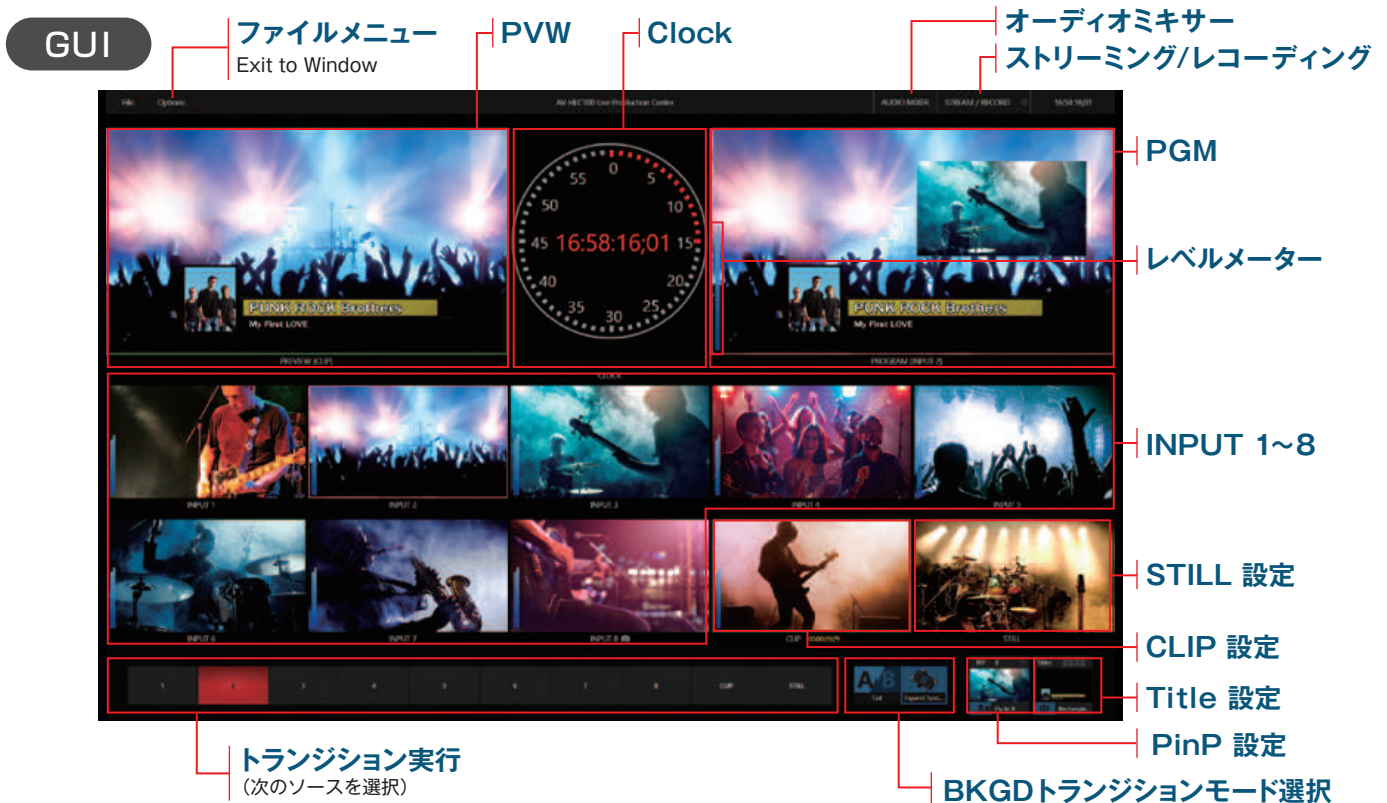 GUI
ファイルメニュー
Exit to Window
PVW
Clock
オーディオミキサー
ストリーミング/レコーディング
File
Options
AV-HLC100 Live Production Center
AUDIO MIXER
STREAM / RECORD
16:58:16;01
PGM
0
5
10
15
20
25
30
35
40
45
50
55
16:58:16;01
レベルメーター
PUNK ROCK Brothers
My First LOVE
PUNK ROCK Brothers
My First LOVE
PREVIEW [CLIP]
PROGRAM [INPUT 2]
CLOCK
INPUT 1~8
INPUT 1
INPUT 2
INPUT 3
INPUT 4
INPUT 5
STILL 設定
INPUT 6
INPUT 7
INPUT 8
CLIP
STILL
CLIP 設定
1
2
3
4
5
6
7
8
CLIP
STILL
A
B
Cut
Title 設定
PinP 設定
トランジション実行
(次のソースを選択)
BKGDトランジションモード選択